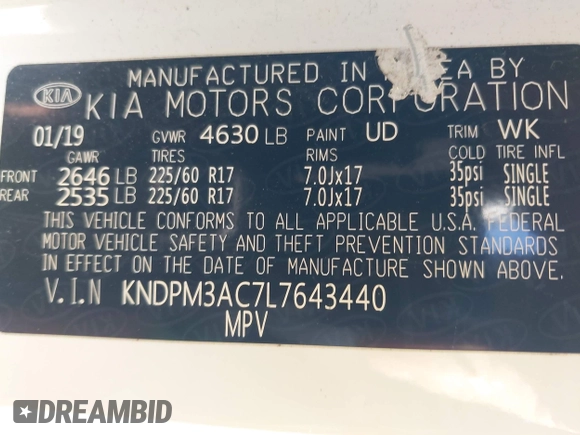 MANUFACTURED IN EA BY
KIA KIA MOTORS CORPORATION
01/19 GVWR 4630 LB PAINT UD TRIM WK
GAWR TIRES RIMS COLD TIRE INFL
FRONT 2646 LB 225/60 R17 7.0Jx17 35psi SINGLE
REAR 2535 LB 225/60 R17 7.0Jx17 35psi SINGLE
THIS VEHICLE CONFORMS TO ALL APPLICABLE U.S.A. FEDERAL
MOTOR VEHICLE SAFETY AND THEFT PREVENTION STANDARDS
IN EFFECT ON THE DATE OF MANUFACTURE SHOWN ABOVE.
V.I.N KNDPM3AC7L7643440
MPV
DREAMBID